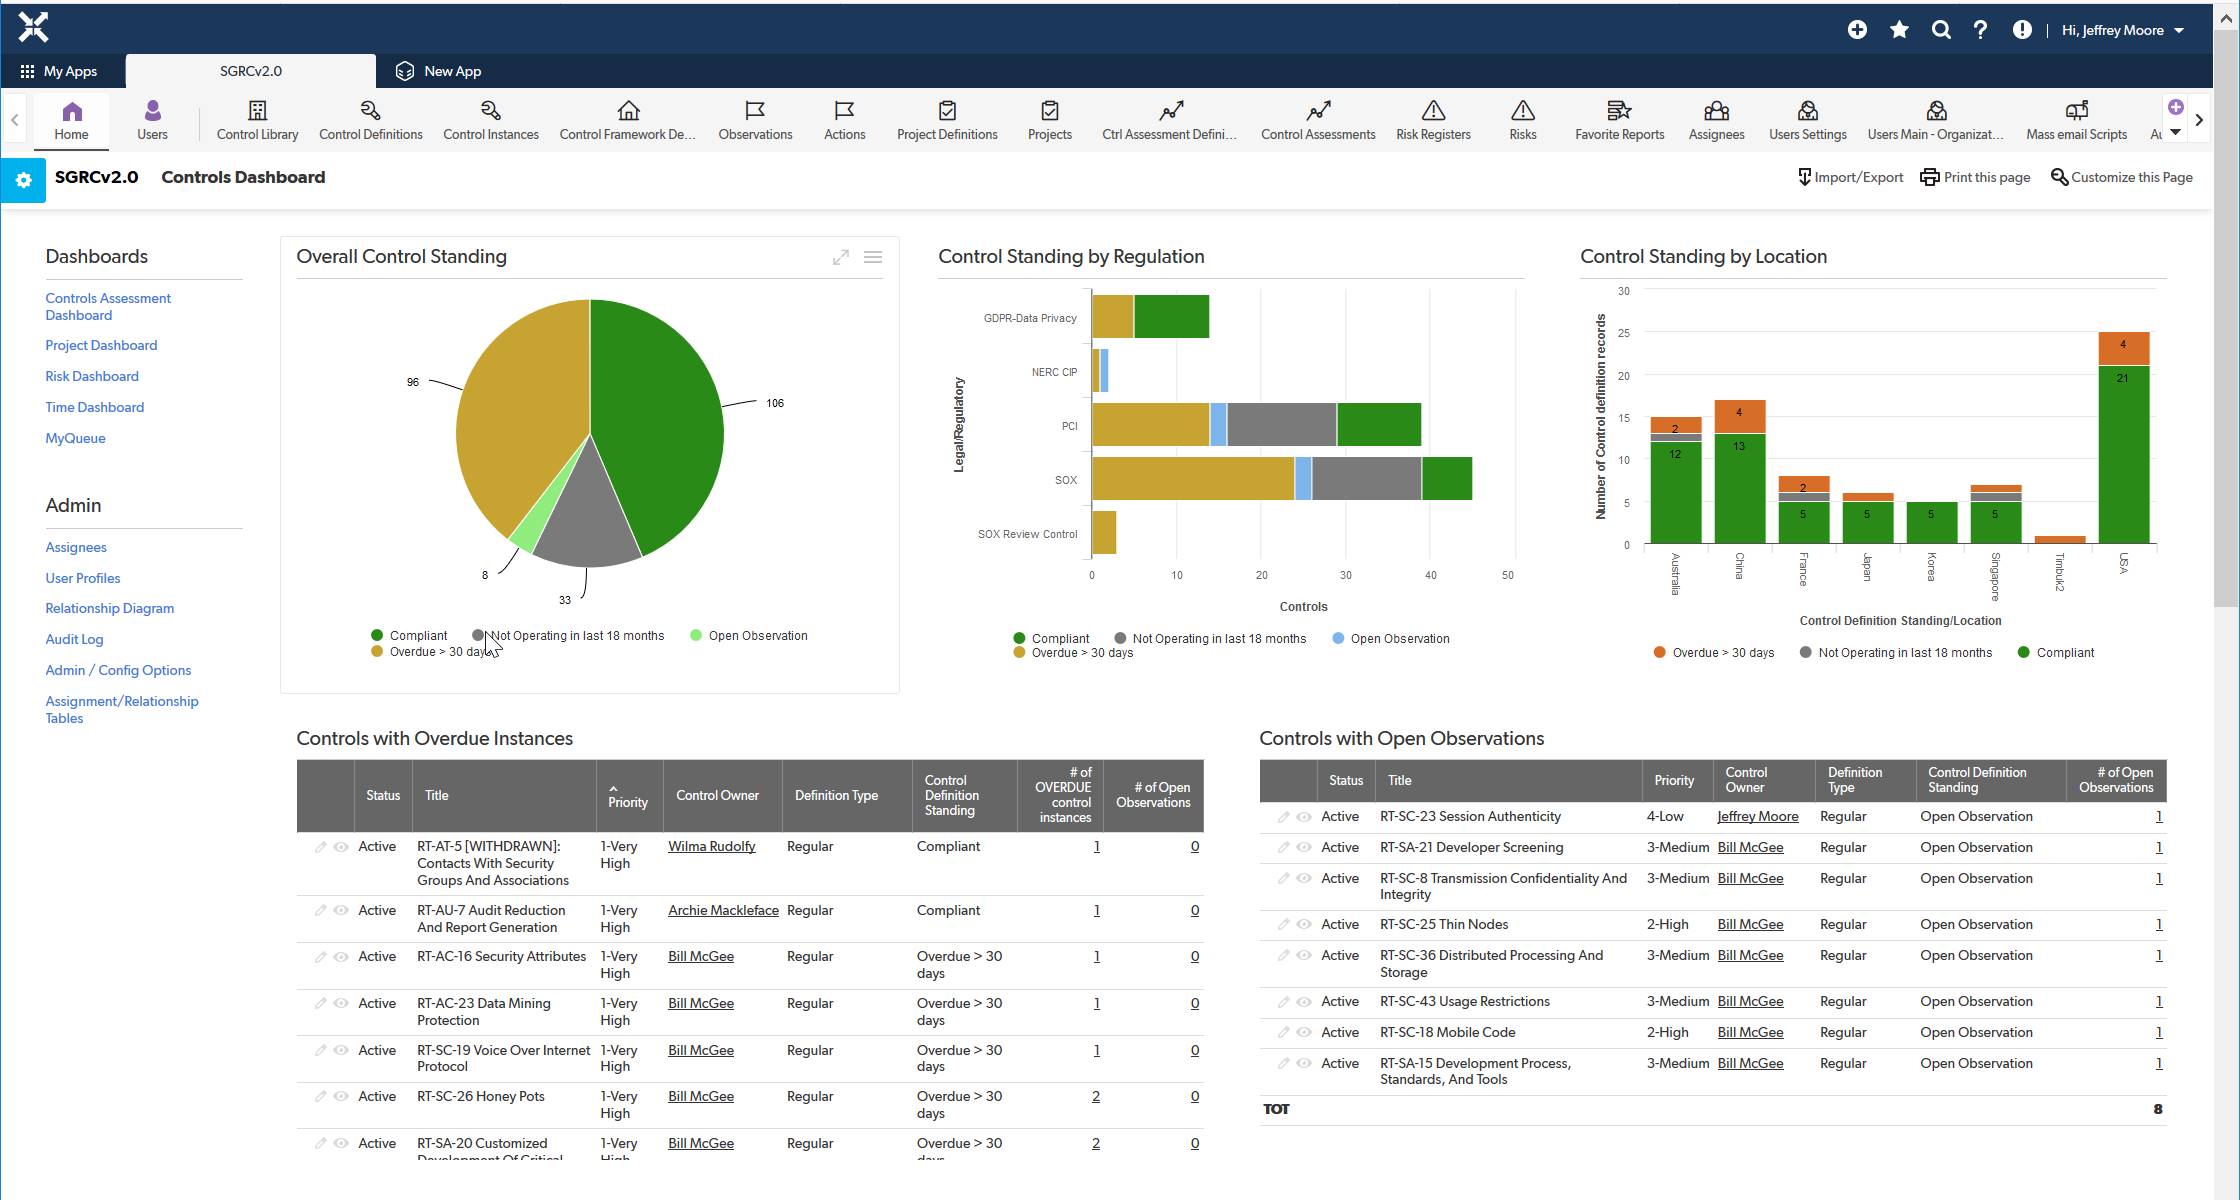 Hi, Jeffrey Moore
My Apps
SGRCv2.0
New App
Home
Users
Control Library
Control Definitions
Control Instances
Control Framework De...
Observations
Actions
Project Definitions
Projects
Ctrl Assessment Defini...
Control Assessments
Risk Registers
Risks
Favorite Reports
Assignees
Users Settings
Users Main - Organizat...
Mass email Scripts
SGRCv2.0 Controls Dashboard
Import/Export
Print this page
Customize this Page
Dashboards
Controls Assessment
Dashboard
Project Dashboard
Risk Dashboard
Time Dashboard
MyQueue
Admin
Assignees
User Profiles
Relationship Diagram
Audit Log
Admin / Config Options
Assignment/Relationship
Tables
Overall Control Standing
96
106
8
33
Compliant
Not Operating in last 18 months
Open Observation
Overdue > 30 days
Control Standing by Regulation
Legal/Regulatory
GDPR-Data Privacy
NERC CIP
PCI
SOX
SOX Review Control
0 10 20 30 40 50
Controls
Compliant
Not Operating in last 18 months
Open Observation
Overdue > 30 days
Control Standing by Location
Number of Control definition records
30
25
20
15
10
5
0
2
12
4
13
2
5
5
5
5
4
21
Australia
China
France
Japan
Korea
Singapore
Timbuk2
USA
Control Definition Standing/Location
Overdue > 30 days
Not Operating in last 18 months
Compliant
Controls with Overdue Instances
Status
Title
Priority
Control Owner
Definition Type
Control
Definition
Standing
# of
OVERDUE
control
instances
# of Open
Observations
Active
RT-AT-5 [WITHDRAWN]:
Contacts With Security
Groups And Associations
1-Very
High
Wilma Rudolfy
Regular
Compliant
1
0
Active
RT-AU-7 Audit Reduction
And Report Generation
1-Very
High
Archie Mackleface
Regular
Compliant
1
0
Active
RT-AC-16 Security Attributes
1-Very
High
Bill McGee
Regular
Overdue > 30
days
1
0
Active
RT-AC-23 Data Mining
Protection
1-Very
High
Bill McGee
Regular
Overdue > 30
days
1
0
Active
RT-SC-19 Voice Over Internet
Protocol
1-Very
High
Bill McGee
Regular
Overdue > 30
days
1
0
Active
RT-SC-26 Honey Pots
1-Very
High
Bill McGee
Regular
Overdue > 30
days
2
0
Active
RT-SA-20 Customized
Development Of Critical
1-Very
High
Bill McGee
Regular
Overdue > 30
days
2
0
Controls with Open Observations
Status
Title
Priority
Control
Owner
Definition
Type
Control Definition
Standing
# of Open
Observations
Active
RT-SC-23 Session Authenticity
4-Low
Jeffrey Moore
Regular
Open Observation
1
Active
RT-SA-21 Developer Screening
3-Medium
Bill McGee
Regular
Open Observation
1
Active
RT-SC-8 Transmission Confidentiality And
Integrity
3-Medium
Bill McGee
Regular
Open Observation
1
Active
RT-SC-25 Thin Nodes
2-High
Bill McGee
Regular
Open Observation
1
Active
RT-SC-36 Distributed Processing And
Storage
3-Medium
Bill McGee
Regular
Open Observation
1
Active
RT-SC-43 Usage Restrictions
3-Medium
Bill McGee
Regular
Open Observation
1
Active
RT-SC-18 Mobile Code
2-High
Bill McGee
Regular
Open Observation
1
Active
RT-SA-15 Development Process,
Standards, And Tools
3-Medium
Bill McGee
Regular
Open Observation
1
TOT
8